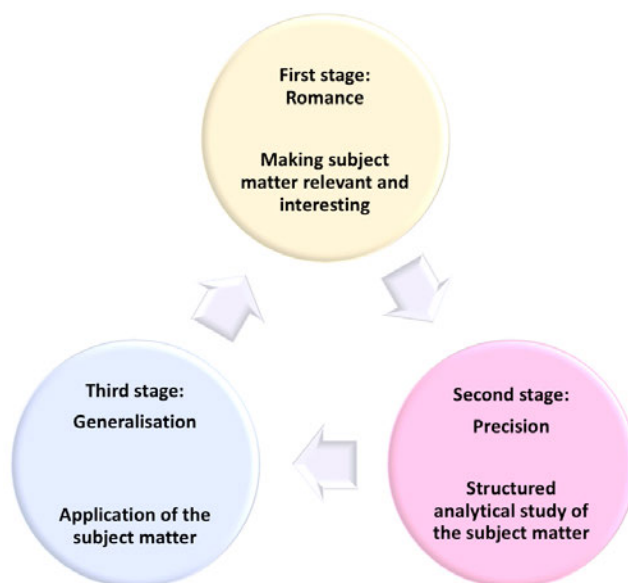 First stage:
Romance
Making subject
matter relevant and
interesting
Second stage:
Precision
Structured
analytical study of
the subject matter
Third stage:
Generalisation
Application of the
subject matter